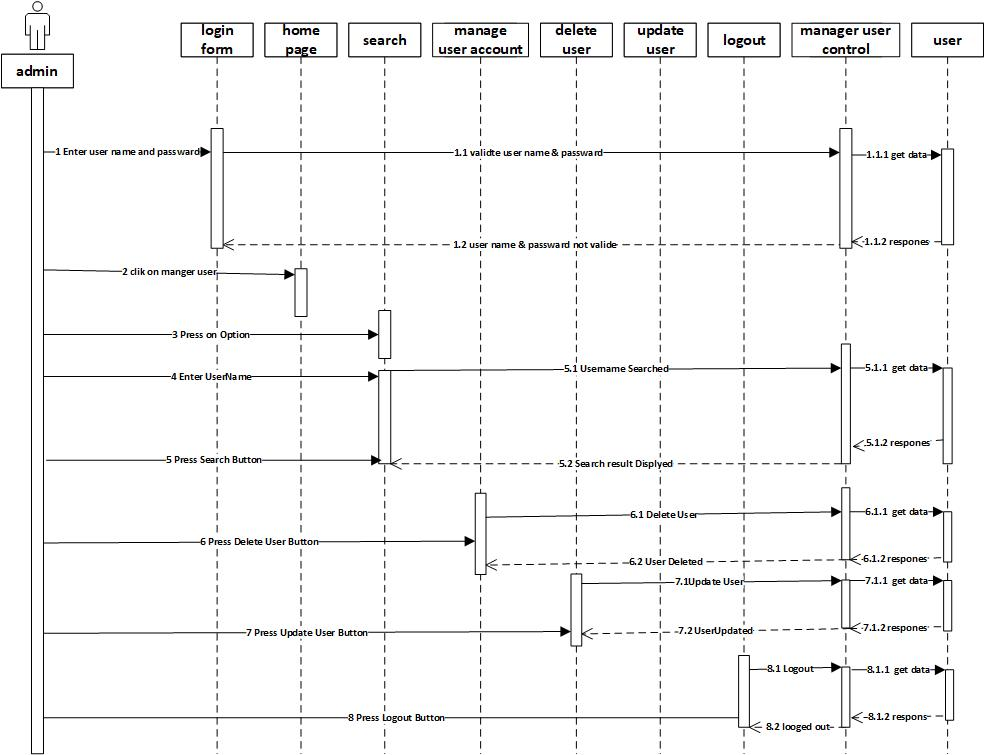 admin
login
form
home
page
search
manage
user account
delete
user
update
user
logout
manager user
control
user
1 Enter user name and password
1.1 validte user name & password
1.1.1 get data
1.1.2 respones
1.2 user name & password not valide
2 clik on manger user
3 Press on Option
4 Enter UserName
5.1 Username Searched
5.1.1 get data
5.1.2 respones
5 Press Search Button
5.2 Search result Displyed
6.1 Delete User
6.1.1 get data
6 Press Delete User Button
6.2 User Deleted
6.1.2 respones
7.1Update User
7.1.1 get data
7 Press Update User Button
7.2 UserUpdated
7.1.2 respones
8.1 Logout
8.1.1 get data
8 Press Logout Button
8.1.2 respons
8.2 looged out